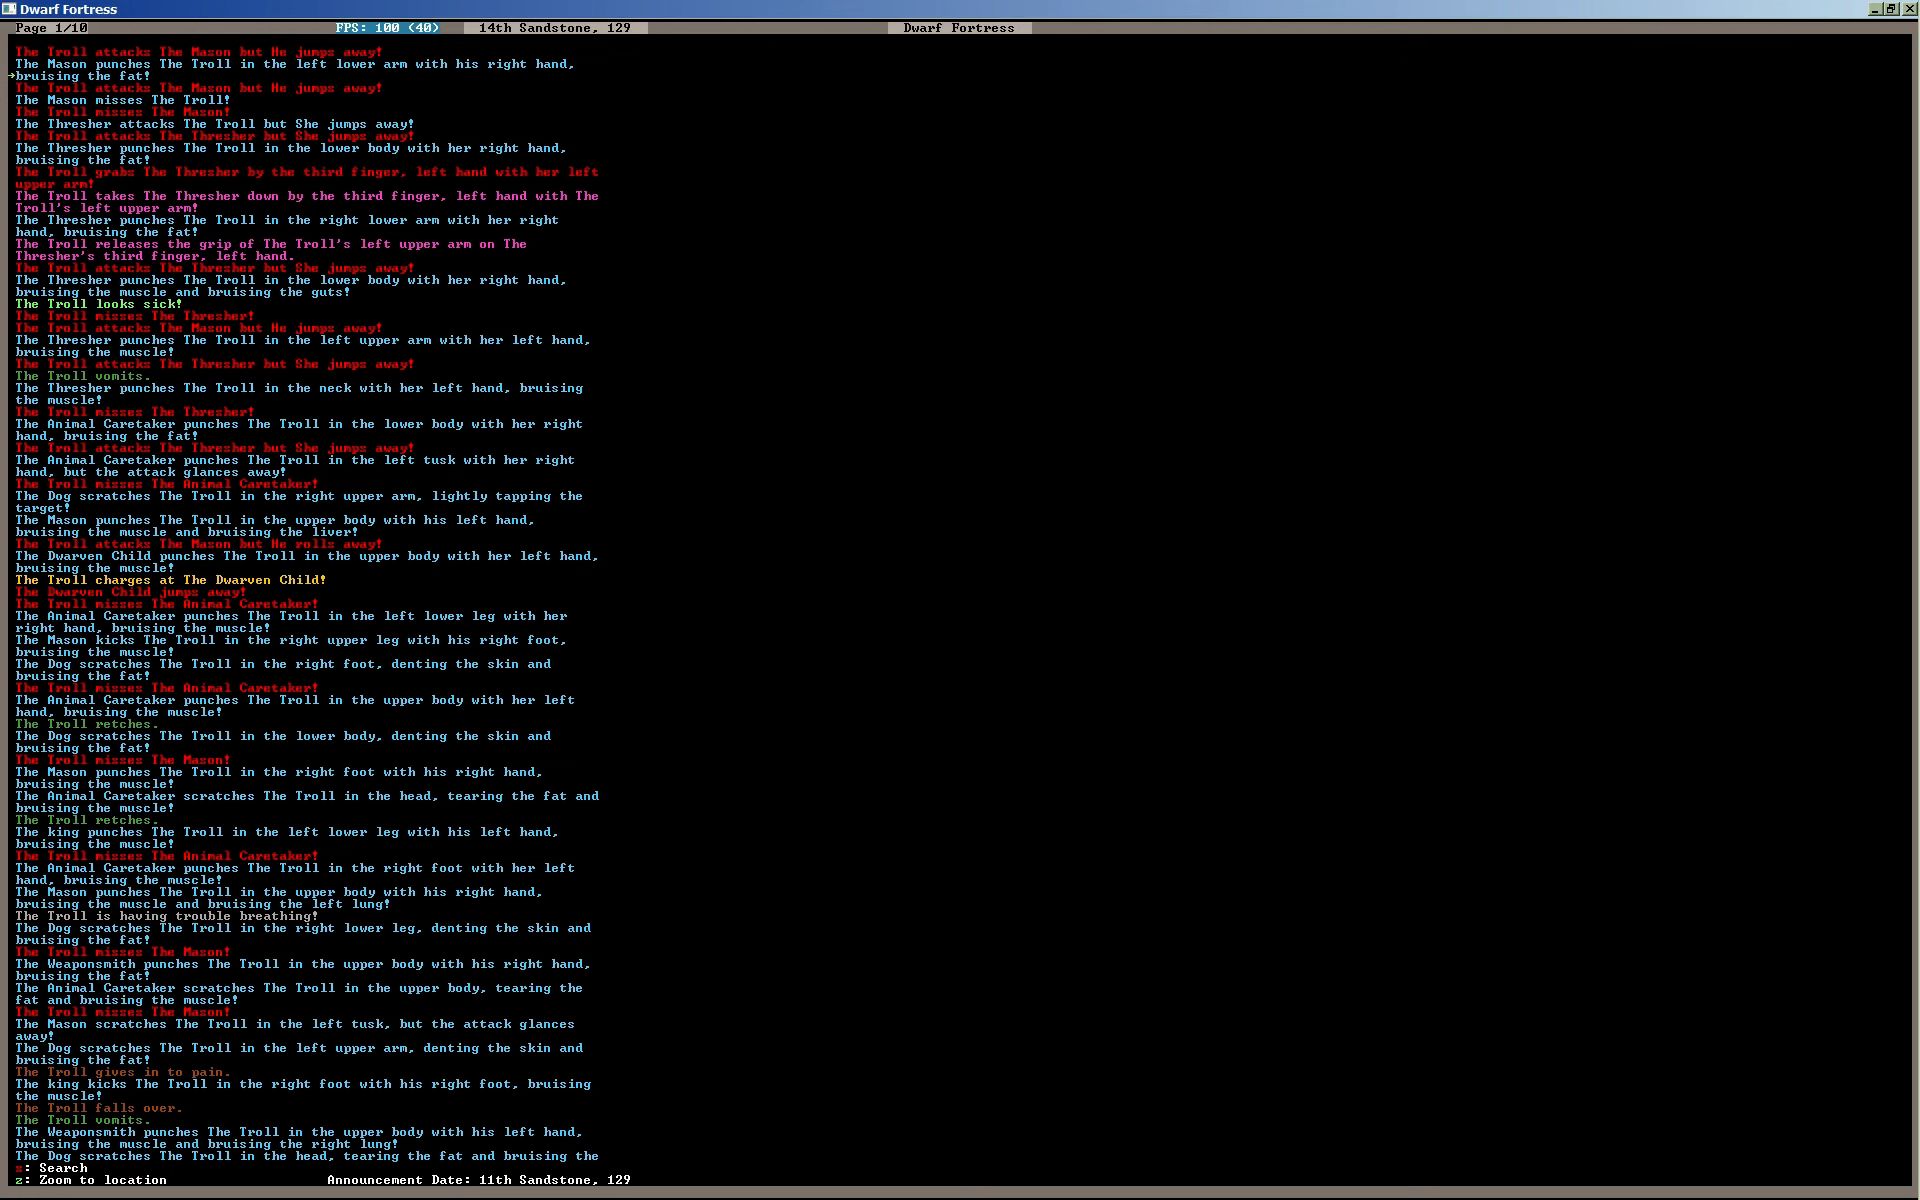 Dwarf Fortress
Page 1/10 FPS: 100 (40) 14th Sandstone, 129 Dwarf Fortress
The Troll attacks The Mason but He jumps away!
The Mason punches The Troll in the left lower arm with his right hand,
bruising the fat!
The Troll attacks The Mason but He jumps away!
The Mason misses The Troll!
The Troll misses The Mason!
The Thresher attacks The Troll but She jumps away!
The Troll attacks The Thresher but She jumps away!
The Thresher punches The Troll in the lower body with her right hand,
bruising the fat!
The Troll grabs The Thresher by the third finger, left hand with her left
upper arm!
The Troll takes The Thresher down by the third finger, left hand with The
Troll's left upper arm!
The Thresher punches The Troll in the right lower arm with her right
hand, bruising the fat!
The Troll releases the grip of The Troll's left upper arm on The
Thresher's third finger, left hand.
The Troll attacks The Thresher but She jumps away!
The Thresher punches The Troll in the lower body with her right hand,
bruising the muscle and bruising the guts!
The Troll looks sick!
The Troll misses The Thresher!
The Troll attacks The Mason but He jumps away!
The Thresher punches The Troll in the left upper arm with her left hand,
bruising the muscle!
The Troll attacks The Thresher but She jumps away!
The Troll vomits.
The Thresher punches The Troll in the neck with her left hand, bruising
the muscle!
The Troll misses The Thresher!
The Animal Caretaker punches The Troll in the lower body with her right
hand, bruising the fat!
The Troll attacks The Thresher but She jumps away!
The Animal Caretaker punches The Troll in the left tusk with her right
hand, but the attack glances away!
The Troll misses The Animal Caretaker!
The Dog scratches The Troll in the right upper arm, lightly tapping the
target!
The Mason punches The Troll in the upper body with his left hand,
bruising the muscle and bruising the liver!
The Troll attacks The Mason but He rolls away!
The Dwarven Child punches The Troll in the upper body with her left hand,
bruising the muscle!
The Troll charges at The Dwarven Child!
The Dwarven Child jumps away!
The Troll misses The Animal Caretaker!
The Animal Caretaker punches The Troll in the left lower leg with her
right hand, bruising the muscle!
The Mason kicks The Troll in the right upper leg with his right foot,
bruising the muscle!
The Dog scratches The Troll in the right foot, denting the skin and
bruising the fat!
The Troll misses The Animal Caretaker!
The Animal Caretaker punches The Troll in the upper body with her left
hand, bruising the muscle!
The Troll retches.
The Dog scratches The Troll in the lower body, denting the skin and
bruising the fat!
The Troll misses The Mason!
The Mason punches The Troll in the right foot with his right hand,
bruising the muscle!
The Animal Caretaker scratches The Troll in the head, tearing the fat and
bruising the muscle!
The Troll retches.
The king punches The Troll in the left lower leg with his left hand,
bruising the muscle!
The Troll misses The Animal Caretaker!
The Animal Caretaker punches The Troll in the right foot with her left
hand, bruising the muscle!
The Mason punches The Troll in the upper body with his right hand,
bruising the muscle and bruising the left lung!
The Troll is having trouble breathing!
The Dog scratches The Troll in the right lower leg, denting the skin and
bruising the fat!
The Troll misses The Mason!
The Weaponsmith punches The Troll in the upper body with his right hand,
bruising the fat!
The Animal Caretaker scratches The Troll in the upper body, tearing the
fat and bruising the muscle!
The Troll misses The Mason!
The Mason scratches The Troll in the left tusk, but the attack glances
away!
The Dog scratches The Troll in the left upper arm, denting the skin and
bruising the fat!
The Troll gives in to pain.
The king kicks The Troll in the right foot with his right foot, bruising
the muscle!
The Troll falls over.
The Troll vomits.
The Weaponsmith punches The Troll in the upper body with his left hand,
bruising the muscle and bruising the right lung!
The Dog scratches The Troll in the head, tearing the fat and bruising the
s: Search
z: Zoom to location Announcement Date: 11th Sandstone, 129